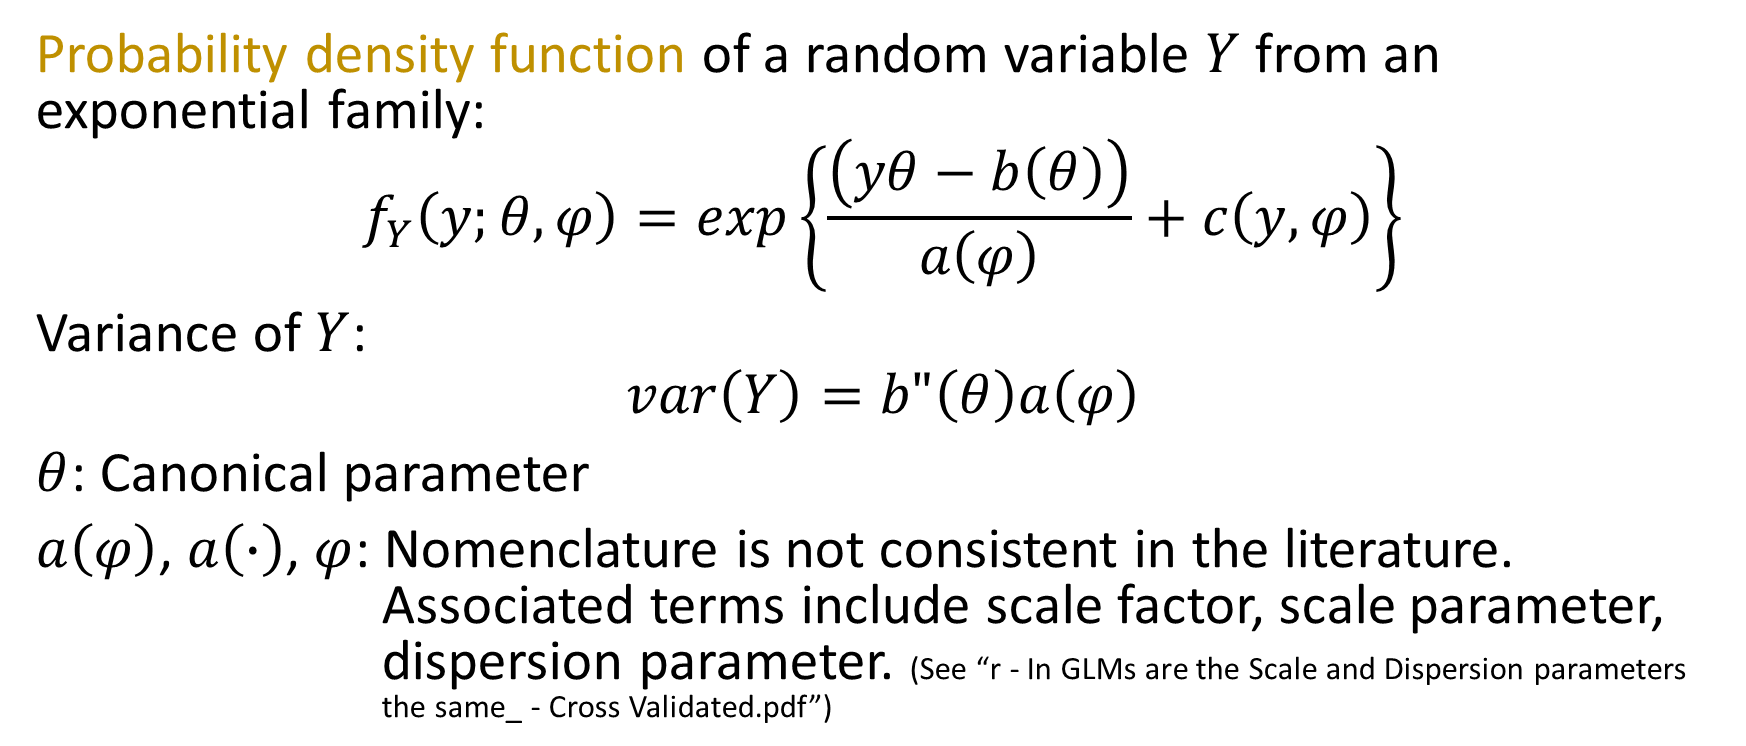 Probability density function of a random variable Y from an
exponential family:
f_Y(y; θ, φ) = exp{(yθ − b(θ))/a(φ) + c(y, φ)}
Variance of Y:
var(Y) = b"(θ)a(φ)
θ: Canonical parameter
a(φ), a(·), φ: Nomenclature is not consistent in the literature.
Associated terms include scale factor, scale parameter,
dispersion parameter. (See “r - In GLMs are the Scale and Dispersion parameters
the same_ - Cross Validated.pdf”)